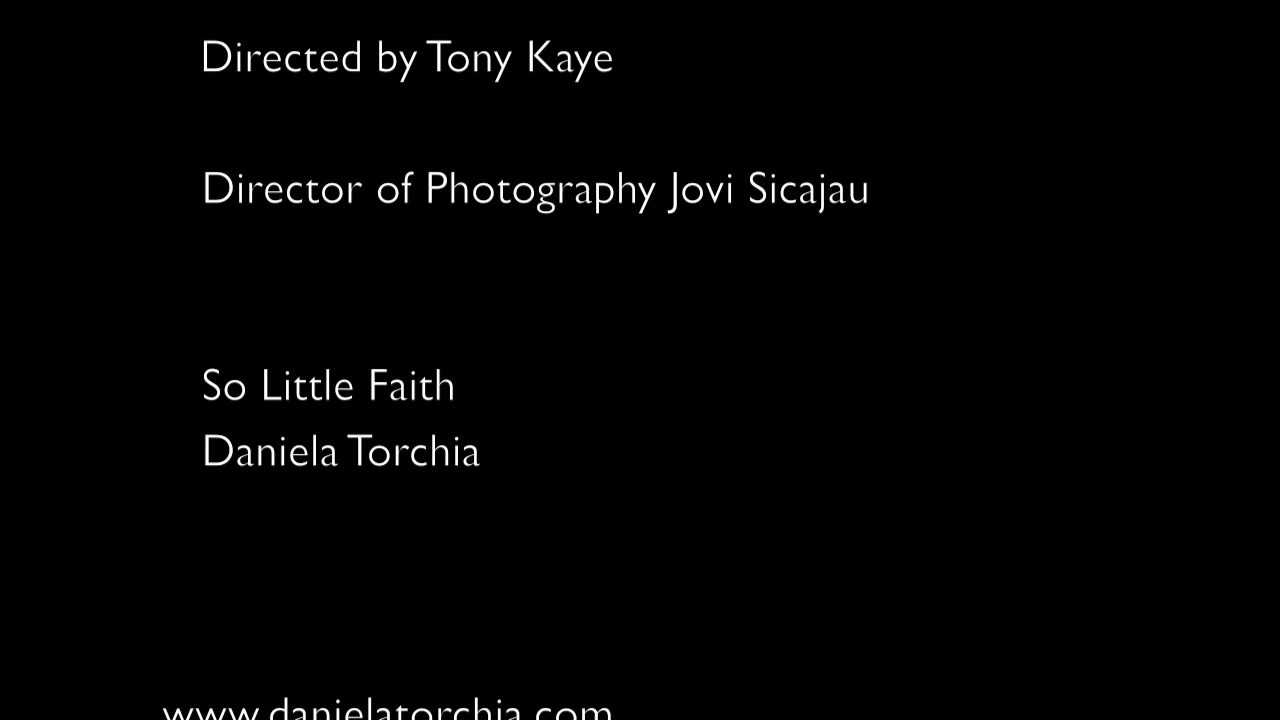 Directed by Tony Kaye
Director of Photography Jovi Sicajau
So Little Faith
Daniela Torchia
www.danielatorchia.com